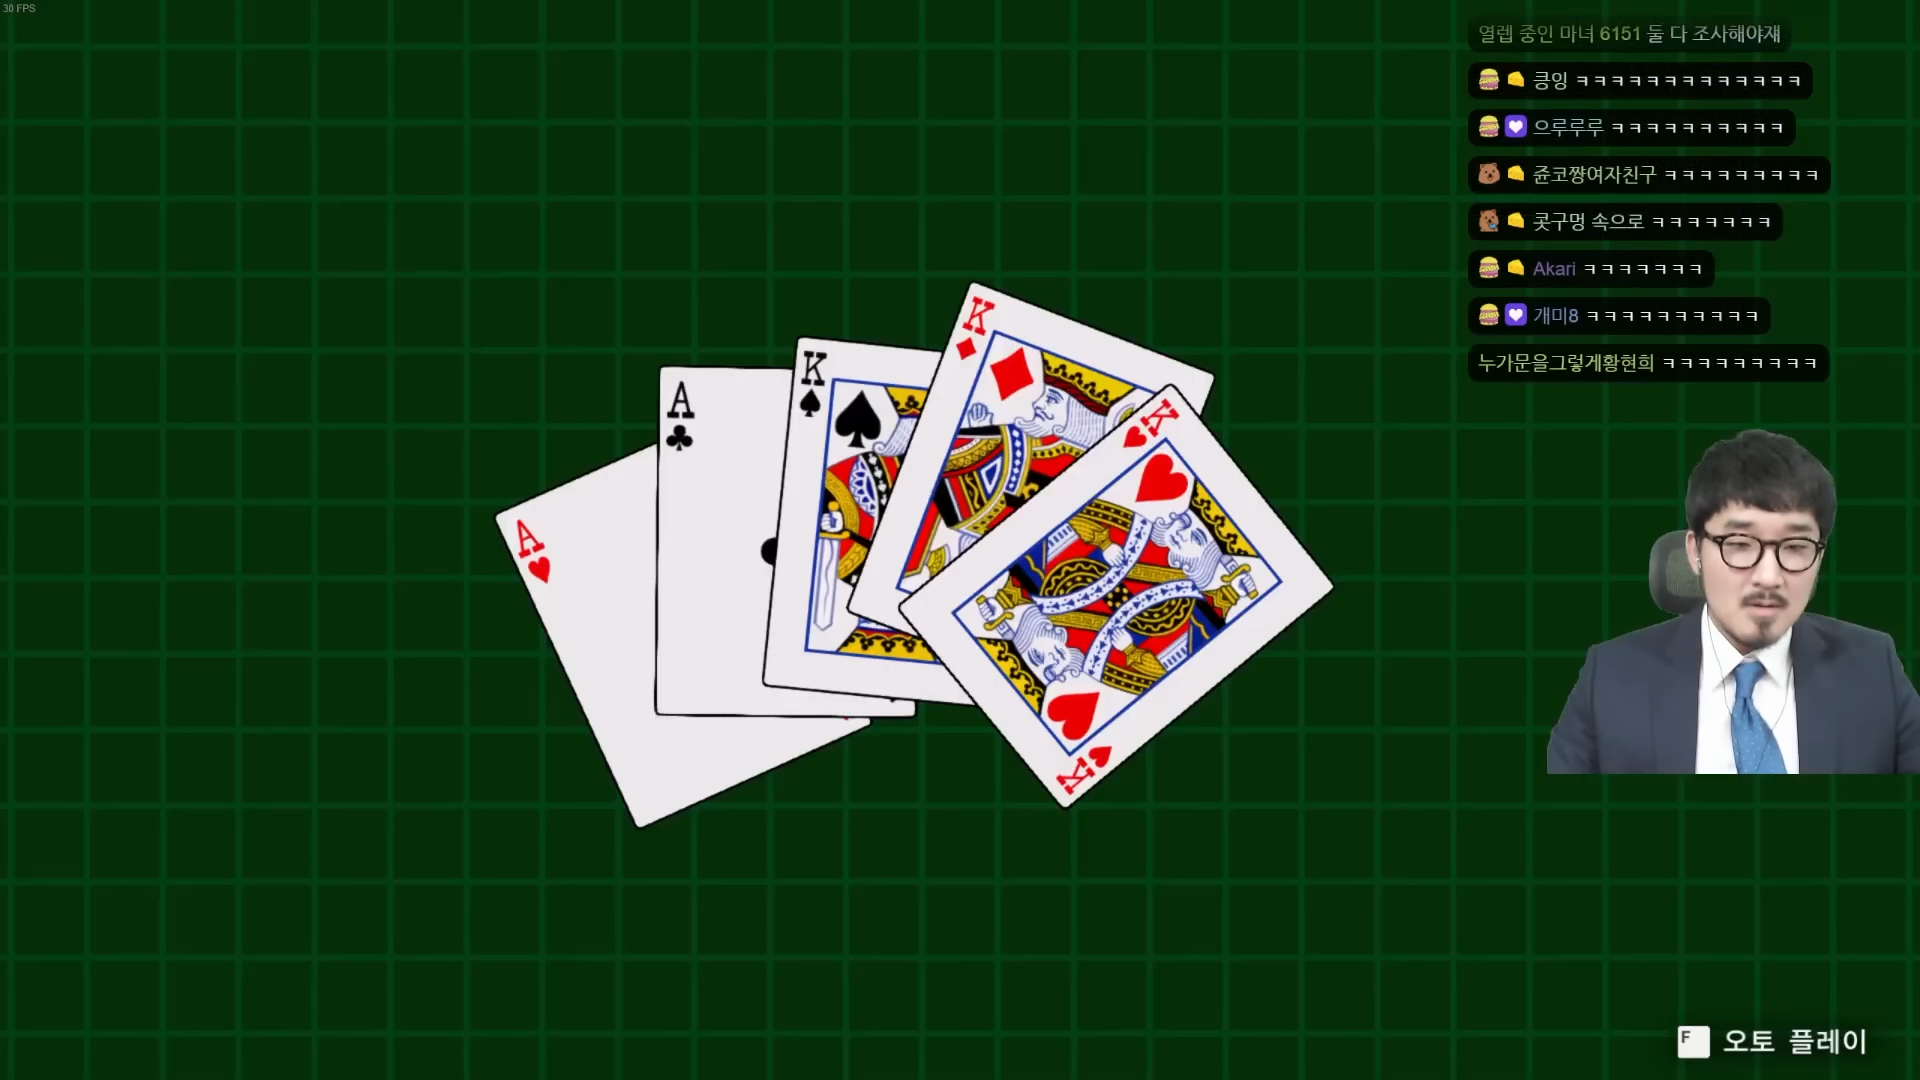 30 FPS
열렙 중인 마녀 6151 둘 다 조사해야재
킁잉 ㅋㅋㅋㅋㅋㅋㅋㅋㅋㅋㅋㅋㅋ
으루루루 ㅋㅋㅋㅋㅋㅋㅋㅋㅋㅋ
쥰코쨩여자친구 ㅋㅋㅋㅋㅋㅋㅋㅋㅋ
콧구멍 속으로 ㅋㅋㅋㅋㅋㅋㅋ
Akari ㅋㅋㅋㅋㅋㅋㅋ
개미8 ㅋㅋㅋㅋㅋㅋㅋㅋㅋㅋ
누가문을그렇게황현희 ㅋㅋㅋㅋㅋㅋㅋㅋㅋ
A
A
K
K
K
K
F 오토 플레이